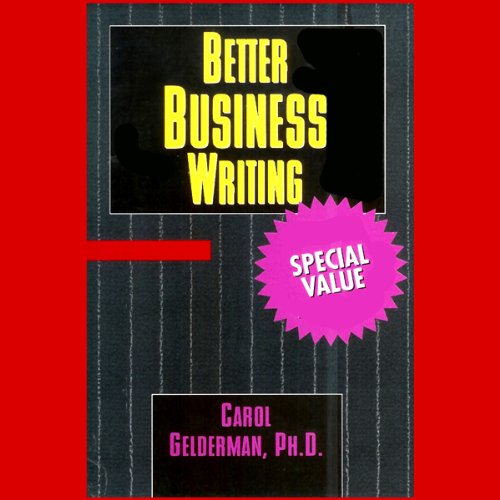 BETTER
BUSINESS
WRITING
SPECIAL
VALUE
CAROL
GELDERMAN, PH.D.